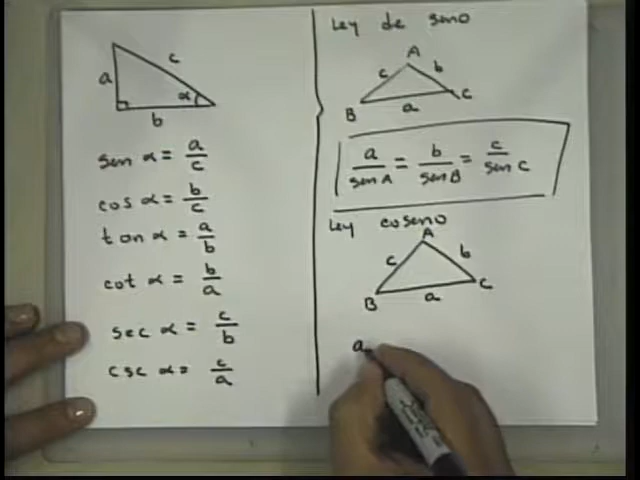 a
c
α
b
sen α = a/c
cos α = b/c
tan α = a/b
cot α = b/a
sec α = c/b
csc α = c/a
Ley de seno
A
c b
B a C
a/sen A = b/sen B = c/sen C
Ley coseno
A
c b
B a C
a